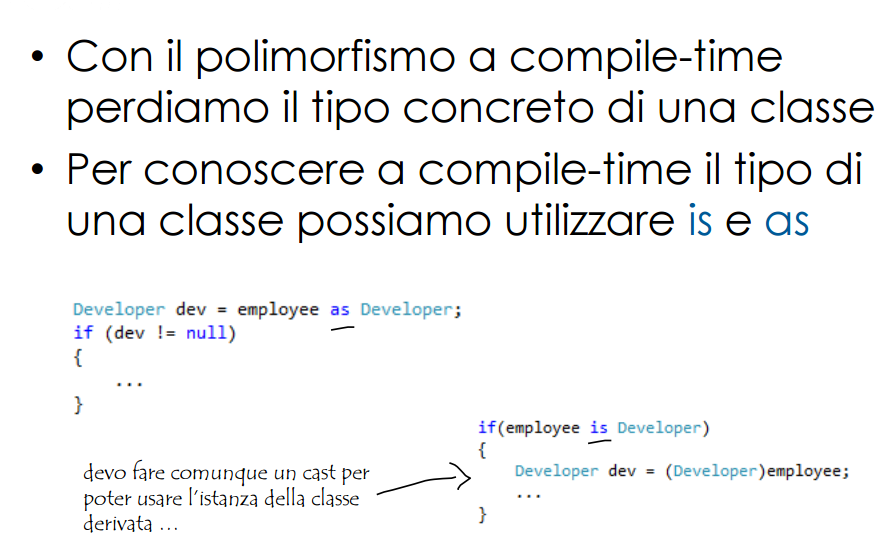 • Con il polimorfismo a compile-time
perdiamo il tipo concreto di una classe
• Per conoscere a compile-time il tipo di
una classe possiamo utilizzare is e as
Developer dev = employee as Developer;
if (dev != null)
{
...
}
if(employee is Developer)
{
Developer dev = (Developer)employee;
...
}
devo fare comunque un cast per
poter usare l'istanza della classe
derivata ...